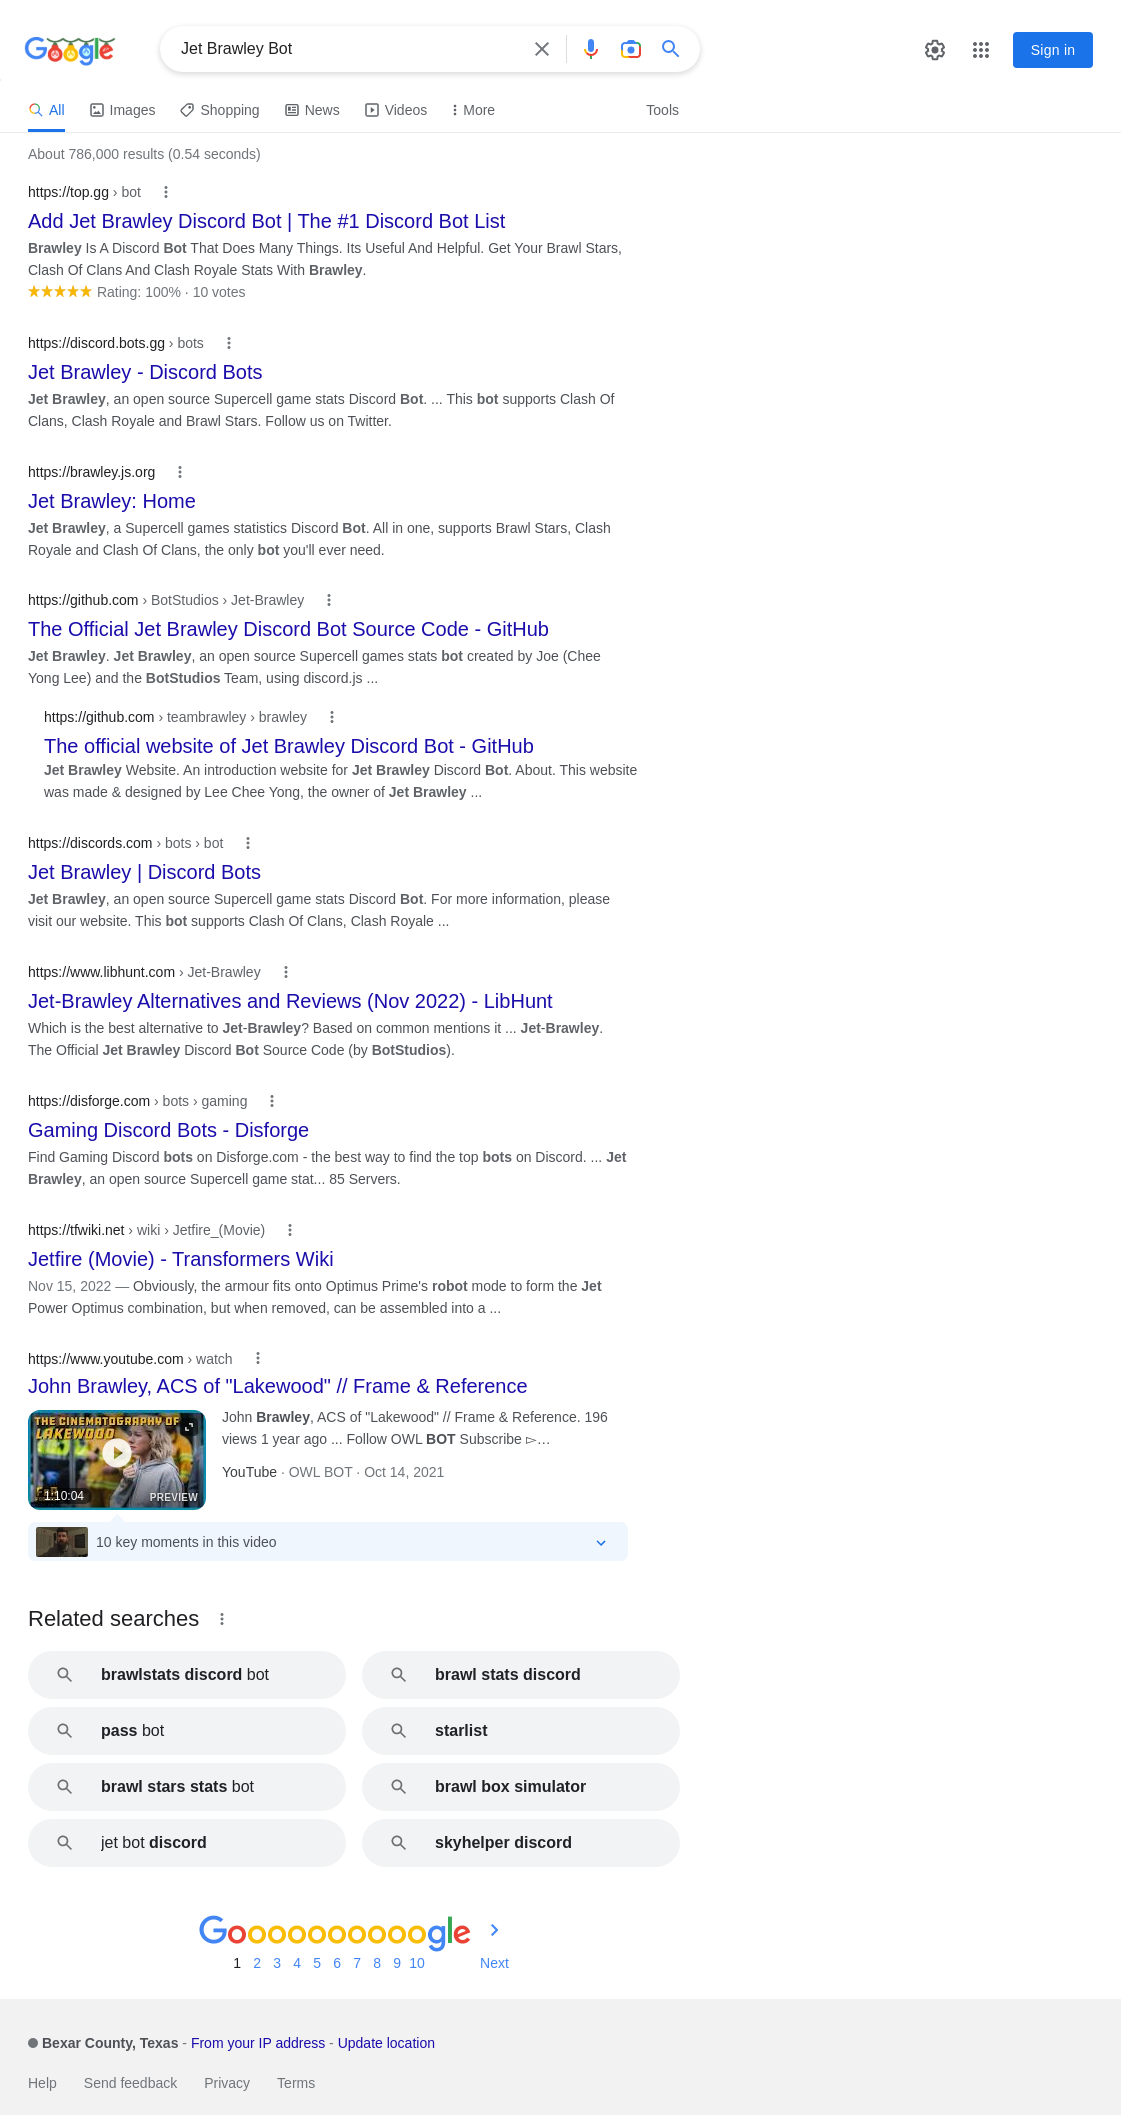 Google
Jet Brawley Bot
Sign in
All Images Shopping News Videos More Tools
About 786,000 results (0.54 seconds)
https://top.gg › bot
Add Jet Brawley Discord Bot | The #1 Discord Bot List
Brawley Is A Discord Bot That Does Many Things. Its Useful And Helpful. Get Your Brawl Stars,
Clash Of Clans And Clash Royale Stats With Brawley.
Rating: 100% · 10 votes
https://discord.bots.gg › bots
Jet Brawley - Discord Bots
Jet Brawley, an open source Supercell game stats Discord Bot. ... This bot supports Clash Of
Clans, Clash Royale and Brawl Stars. Follow us on Twitter.
https://brawley.js.org
Jet Brawley: Home
Jet Brawley, a Supercell games statistics Discord Bot. All in one, supports Brawl Stars, Clash
Royale and Clash Of Clans, the only bot you'll ever need.
https://github.com › BotStudios › Jet-Brawley
The Official Jet Brawley Discord Bot Source Code - GitHub
Jet Brawley. Jet Brawley, an open source Supercell games stats bot created by Joe (Chee
Yong Lee) and the BotStudios Team, using discord.js ...
https://github.com › teambrawley › brawley
The official website of Jet Brawley Discord Bot - GitHub
Jet Brawley Website. An introduction website for Jet Brawley Discord Bot. About. This website
was made & designed by Lee Chee Yong, the owner of Jet Brawley ...
https://discords.com › bots › bot
Jet Brawley | Discord Bots
Jet Brawley, an open source Supercell game stats Discord Bot. For more information, please
visit our website. This bot supports Clash Of Clans, Clash Royale ...
https://www.libhunt.com › Jet-Brawley
Jet-Brawley Alternatives and Reviews (Nov 2022) - LibHunt
Which is the best alternative to Jet-Brawley? Based on common mentions it ... Jet-Brawley.
The Official Jet Brawley Discord Bot Source Code (by BotStudios).
https://disforge.com › bots › gaming
Gaming Discord Bots - Disforge
Find Gaming Discord bots on Disforge.com - the best way to find the top bots on Discord. ... Jet
Brawley, an open source Supercell game stat... 85 Servers.
https://tfwiki.net › wiki › Jetfire_(Movie)
Jetfire (Movie) - Transformers Wiki
Nov 15, 2022 — Obviously, the armour fits onto Optimus Prime's robot mode to form the Jet
Power Optimus combination, but when removed, can be assembled into a ...
https://www.youtube.com › watch
John Brawley, ACS of "Lakewood" // Frame & Reference
THE CINEMATOGRAPHY OF
LAKEWOOD
1:10:04
PREVIEW
John Brawley, ACS of "Lakewood" // Frame & Reference. 196
views 1 year ago ... Follow OWL BOT Subscribe ▻…
YouTube · OWL BOT · Oct 14, 2021
10 key moments in this video
Related searches
brawlstats discord bot
brawl stats discord
pass bot
starlist
brawl stars stats bot
brawl box simulator
jet bot discord
skyhelper discord
Goooooooooogle
1 2 3 4 5 6 7 8 9 10 Next
Bexar County, Texas - From your IP address - Update location
Help Send feedback Privacy Terms